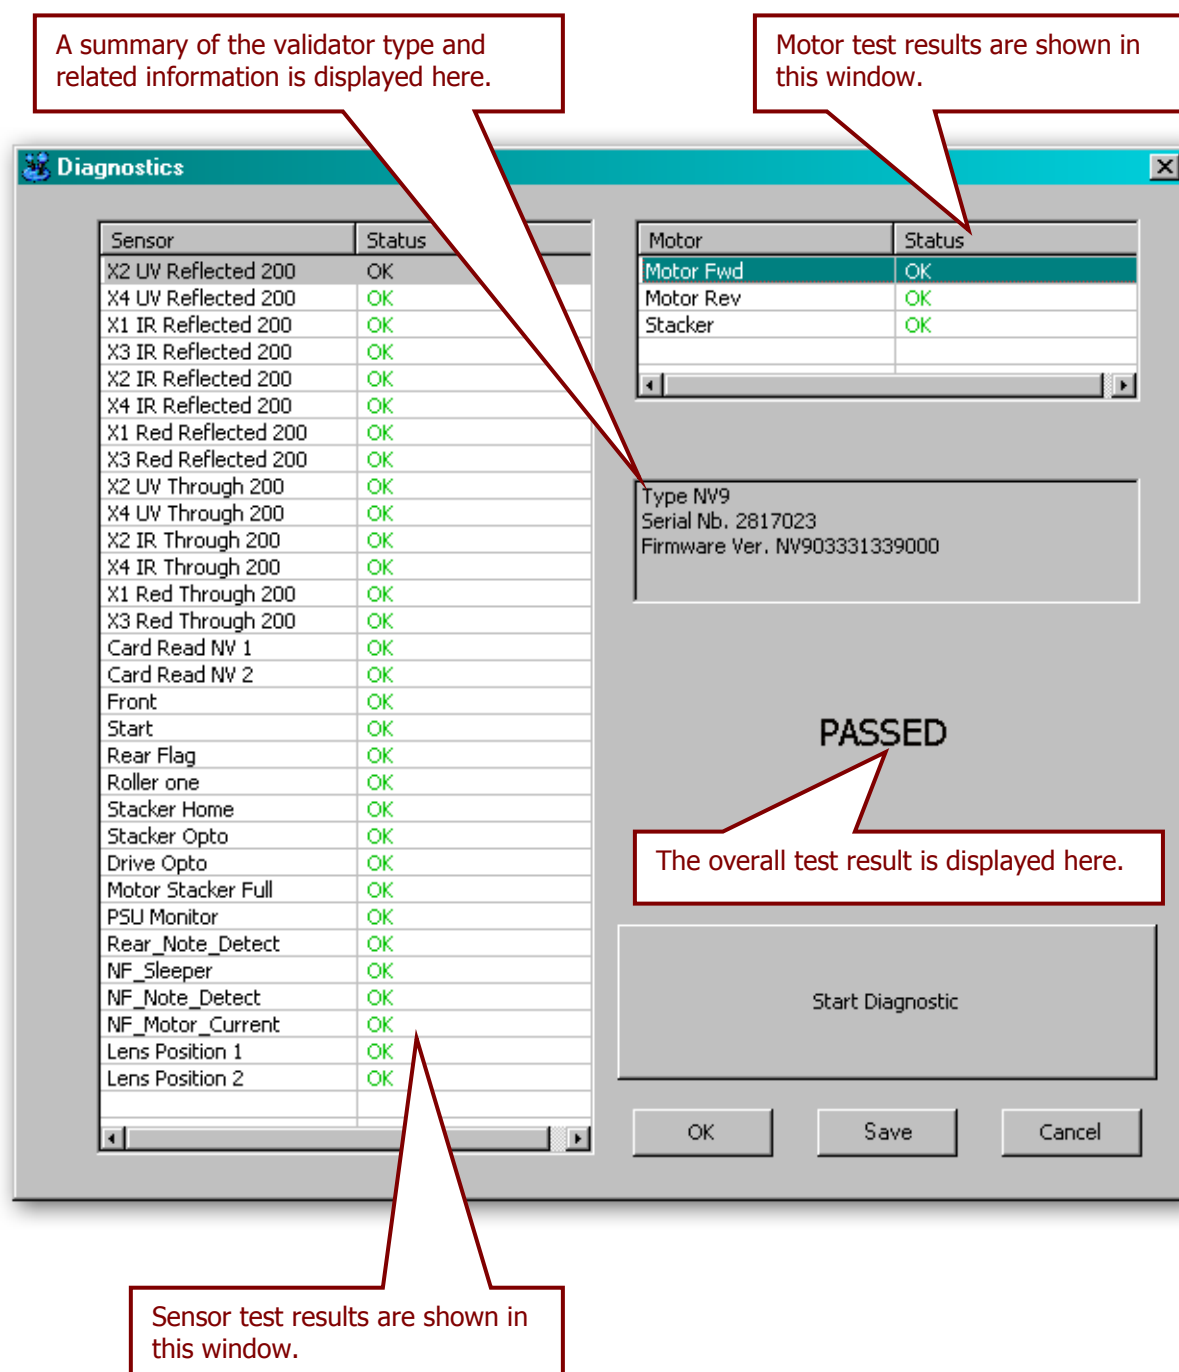 A summary of the validator type and
related information is displayed here.
Motor test results are shown in
this window.
Diagnostics
Sensor Status
X2 UV Reflected 200 OK
X4 UV Reflected 200 OK
X1 IR Reflected 200 OK
X3 IR Reflected 200 OK
X2 IR Reflected 200 OK
X4 IR Reflected 200 OK
X1 Red Reflected 200 OK
X3 Red Reflected 200 OK
X2 UV Through 200 OK
X4 UV Through 200 OK
X2 IR Through 200 OK
X4 IR Through 200 OK
X1 Red Through 200 OK
X3 Red Through 200 OK
Card Read NV 1 OK
Card Read NV 2 OK
Front OK
Start OK
Rear Flag OK
Roller one OK
Stacker Home OK
Stacker Opto OK
Drive Opto OK
Motor Stacker Full OK
PSU Monitor OK
Rear_Note_Detect OK
NF_Sleeper OK
NF_Note_Detect OK
NF_Motor_Current OK
Lens Position 1 OK
Lens Position 2 OK
Motor Status
Motor Fwd OK
Motor Rev OK
Stacker OK
Type NV9
Serial Nb. 2817023
Firmware Ver. NV903331339000
PASSED
The overall test result is displayed here.
Start Diagnostic
OK Save Cancel
Sensor test results are shown in
this window.